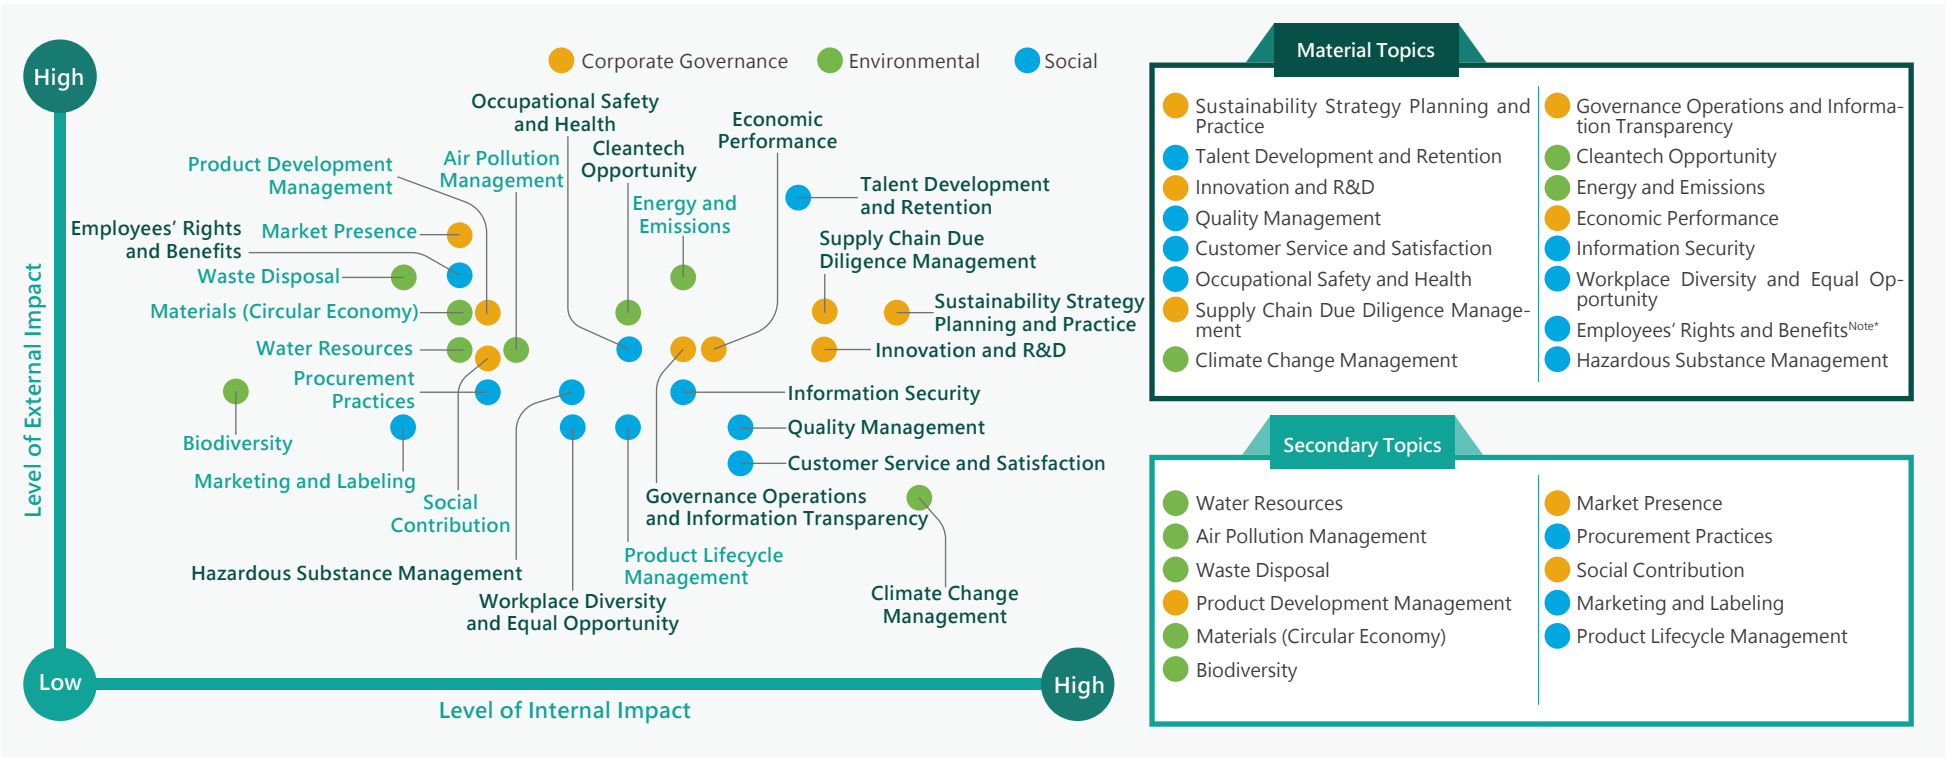 High
Corporate Governance
Environmental
Social
Occupational Safety
and Health
Economic
Performance
Cleantech
Opportunity
Air Pollution
Management
Product Development
Management
Talent Development
and Retention
Energy and
Emissions
Employees’ Rights
and Benefits
Market Presence
Supply Chain Due
Diligence Management
Waste Disposal
Materials (Circular Economy)
Sustainability Strategy
Planning and Practice
Water Resources
Innovation and R&D
Procurement
Practices
Information Security
Biodiversity
Quality Management
Marketing and Labeling
Customer Service and Satisfaction
Social
Contribution
Governance Operations
and Information Transparency
Hazardous Substance Management
Product Lifecycle
Management
Workplace Diversity
and Equal Opportunity
Climate Change
Management
Level of External Impact
Low
High
Level of Internal Impact
Material Topics
Sustainability Strategy Planning and
Practice
Talent Development and Retention
Innovation and R&D
Quality Management
Customer Service and Satisfaction
Occupational Safety and Health
Supply Chain Due Diligence Manage-
ment
Climate Change Management
Governance Operations and Informa-
tion Transparency
Cleantech Opportunity
Energy and Emissions
Economic Performance
Information Security
Workplace Diversity and Equal Op-
portunity
Employees’ Rights and BenefitsNote*
Hazardous Substance Management
Secondary Topics
Water Resources
Air Pollution Management
Waste Disposal
Product Development Management
Materials (Circular Economy)
Biodiversity
Market Presence
Procurement Practices
Social Contribution
Marketing and Labeling
Product Lifecycle Management